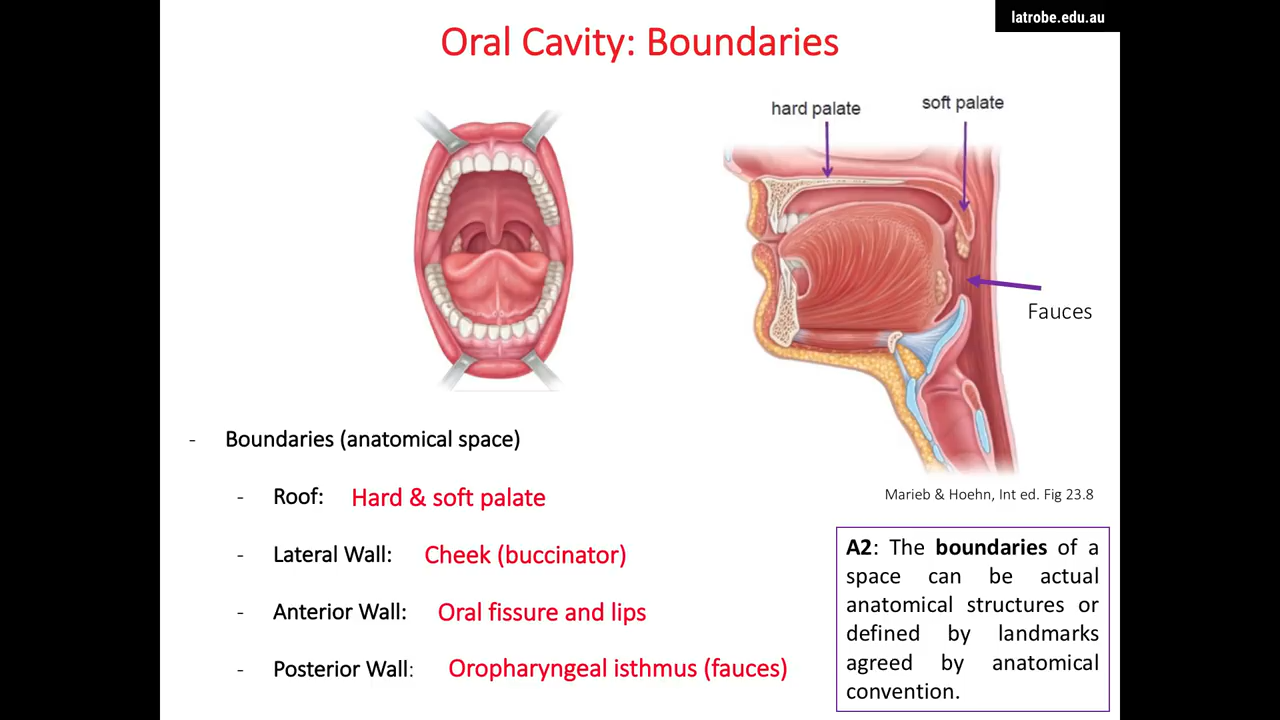 latrobe.edu.au
Oral Cavity: Boundaries
hard palate
soft palate
Fauces
- Boundaries (anatomical space)
- Roof: Hard & soft palate
- Lateral Wall: Cheek (buccinator)
- Anterior Wall: Oral fissure and lips
- Posterior Wall: Oropharyngeal isthmus (fauces)
Marieb & Hoehn, Int ed. Fig 23.8
A2: The boundaries of a
space can be actual
anatomical structures or
defined by landmarks
agreed by anatomical
convention.